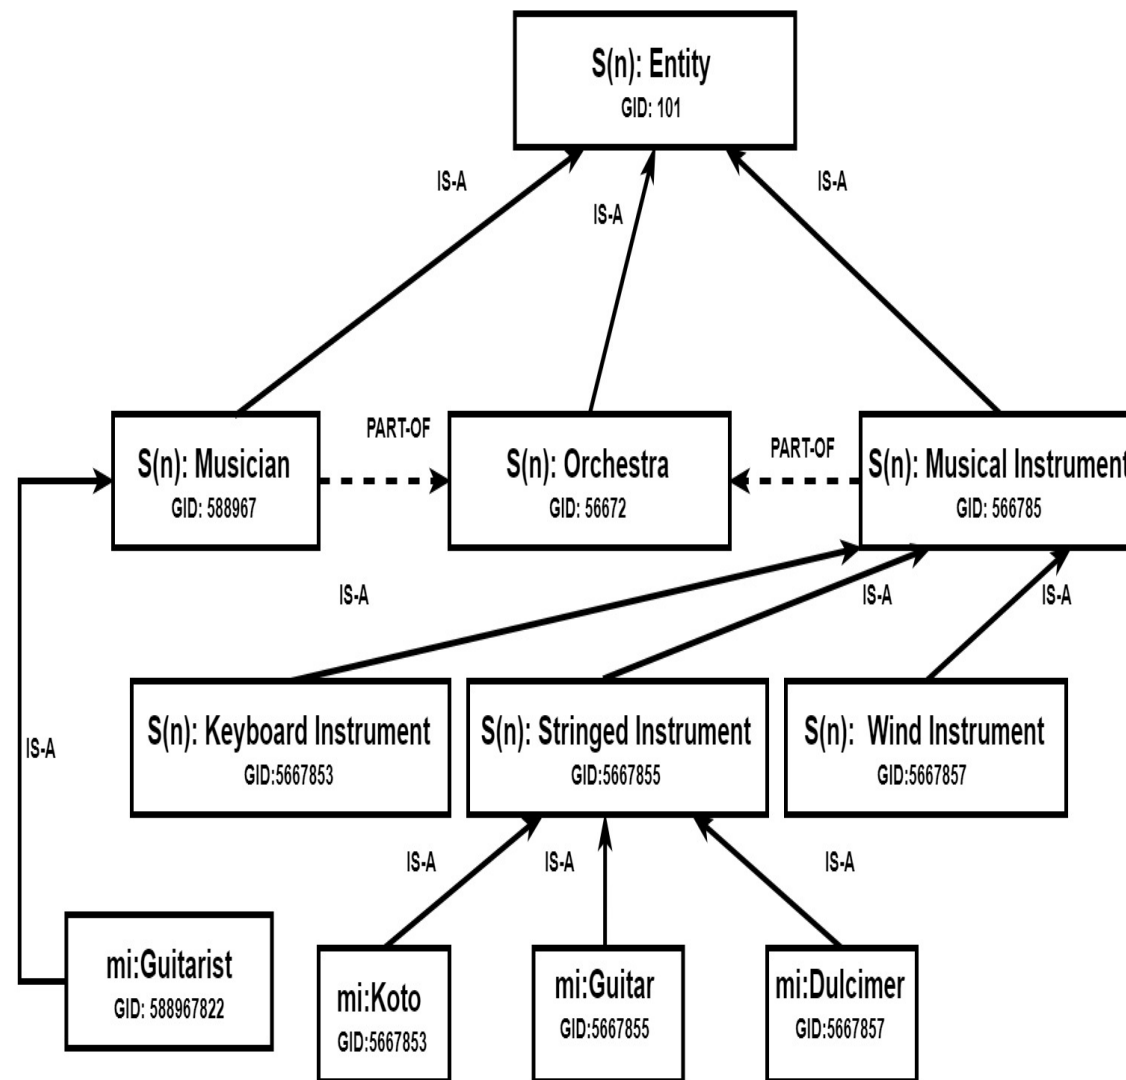 S(n): Entity
GID: 101
IS-A
IS-A
IS-A
S(n): Musician
GID: 588967
PART-OF
S(n): Orchestra
GID: 56672
PART-OF
S(n): Musical Instrument
GID: 566785
IS-A
IS-A
IS-A
S(n): Keyboard Instrument
GID:5667853
S(n): Stringed Instrument
GID:5667855
S(n): Wind Instrument
GID:5667857
IS-A
IS-A
IS-A
IS-A
mi:Guitarist
GID: 588967822
mi:Koto
GID:5667853
mi:Guitar
GID:5667855
mi:Dulcimer
GID:5667857